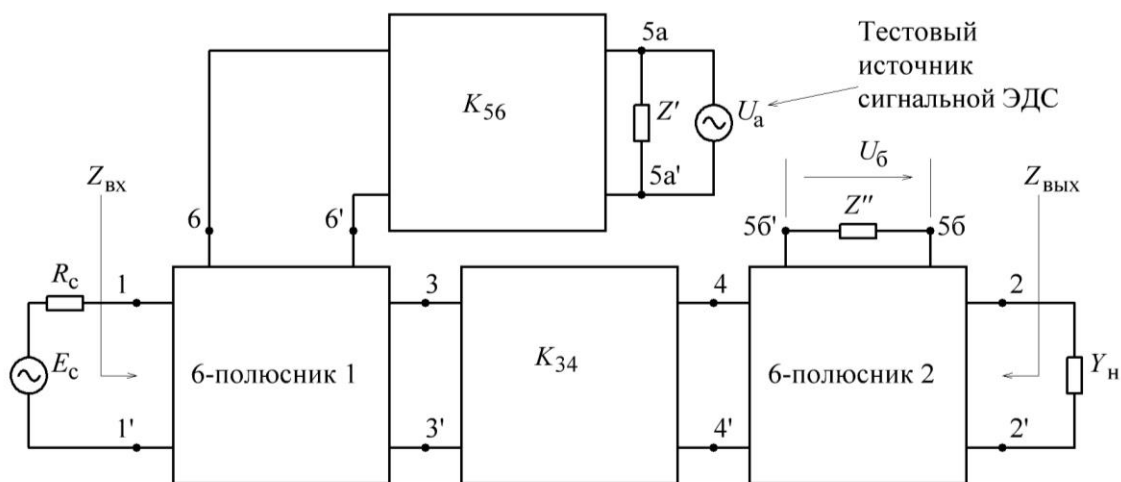 5а
Тестовый
источник
сигнальной ЭДС
K56
Z'
Uа
5а'
Uб
Zвх
Zвых
6
6'
5б'
Z''
5б
Rс
1
3
4
2
Eс
6-полюсник 1
K34
6-полюсник 2
Yн
1'
3'
4'
2'